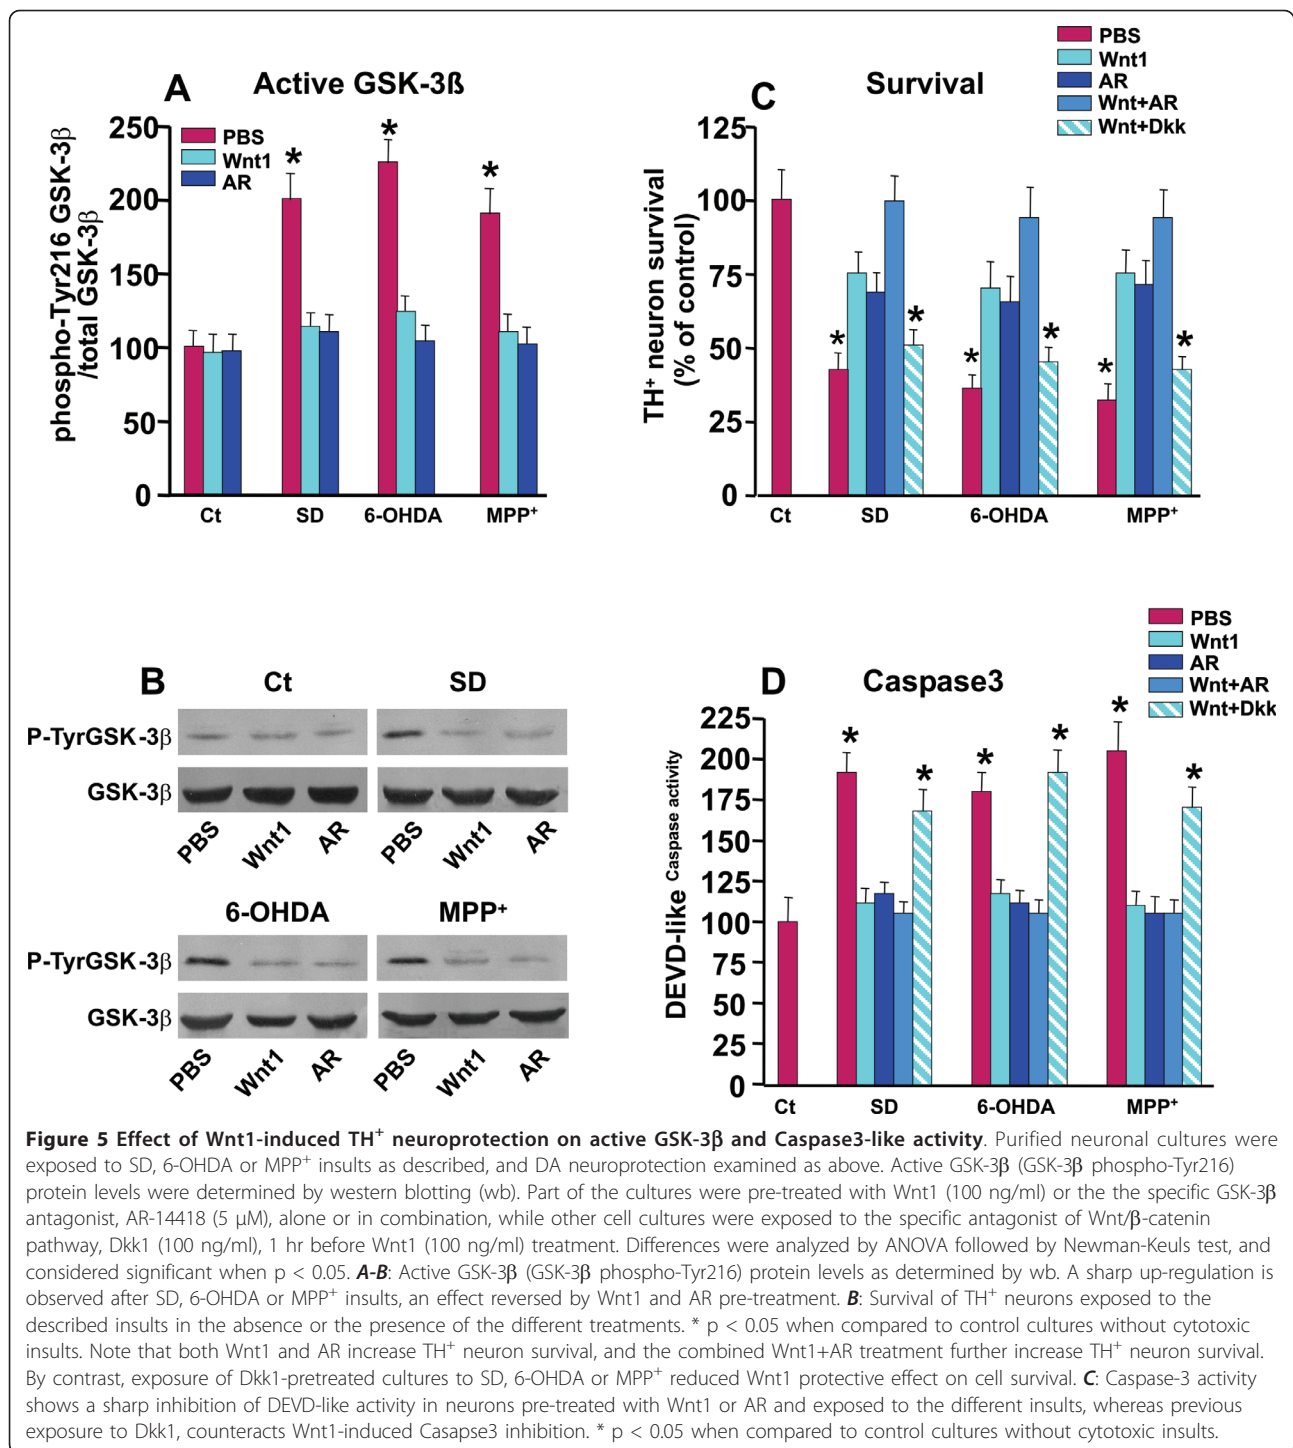 A
Active GSK-3ß
phospho-Tyr216 GSK-3β
/total GSK-3β
250
200
150
100
50
0
PBS
Wnt1
AR
*
*
*
Ct
SD
6-OHDA
MPP⁺
C
Survival
PBS
Wnt1
AR
Wnt+AR
Wnt+Dkk
TH⁺ neuron survival
(% of control)
125
100
75
50
25
0
*
*
*
*
*
*
Ct
SD
6-OHDA
MPP⁺
B
Ct
SD
P-TyrGSK-3β
GSK-3β
PBS
Wnt1
AR
PBS
Wnt1
AR
6-OHDA
MPP⁺
P-TyrGSK-3β
GSK-3β
PBS
Wnt1
AR
PBS
Wnt1
AR
D
Caspase3
PBS
Wnt1
AR
Wnt+AR
Wnt+Dkk
DEVD-like Caspase activity
225
200
175
150
125
100
75
50
25
0
*
*
*
*
*
*
Ct
SD
6-OHDA
MPP⁺
Figure 5 Effect of Wnt1-induced TH⁺ neuroprotection on active GSK-3β and Caspase3-like activity. Purified neuronal cultures were
exposed to SD, 6-OHDA or MPP⁺ insults as described, and DA neuroprotection examined as above. Active GSK-3β (GSK-3β phospho-Tyr216)
protein levels were determined by western blotting (wb). Part of the cultures were pre-treated with Wnt1 (100 ng/ml) or the the specific GSK-3β
antagonist, AR-14418 (5 μM), alone or in combination, while other cell cultures were exposed to the specific antagonist of Wnt/β-catenin
pathway, Dkk1 (100 ng/ml), 1 hr before Wnt1 (100 ng/ml) treatment. Differences were analyzed by ANOVA followed by Newman-Keuls test, and
considered significant when p < 0.05. A-B: Active GSK-3β (GSK-3β phospho-Tyr216) protein levels as determined by wb. A sharp up-regulation is
observed after SD, 6-OHDA or MPP⁺ insults, an effect reversed by Wnt1 and AR pre-treatment. B: Survival of TH⁺ neurons exposed to the
described insults in the absence or the presence of the different treatments. * p < 0.05 when compared to control cultures without cytotoxic
insults. Note that both Wnt1 and AR increase TH⁺ neuron survival, and the combined Wnt1+AR treatment further increase TH⁺ neuron survival.
By contrast, exposure of Dkk1-pretreated cultures to SD, 6-OHDA or MPP⁺ reduced Wnt1 protective effect on cell survival. C: Caspase-3 activity
shows a sharp inhibition of DEVD-like activity in neurons pre-treated with Wnt1 or AR and exposed to the different insults, whereas previous
exposure to Dkk1, counteracts Wnt1-induced Casapse3 inhibition. * p < 0.05 when compared to control cultures without cytotoxic insults.